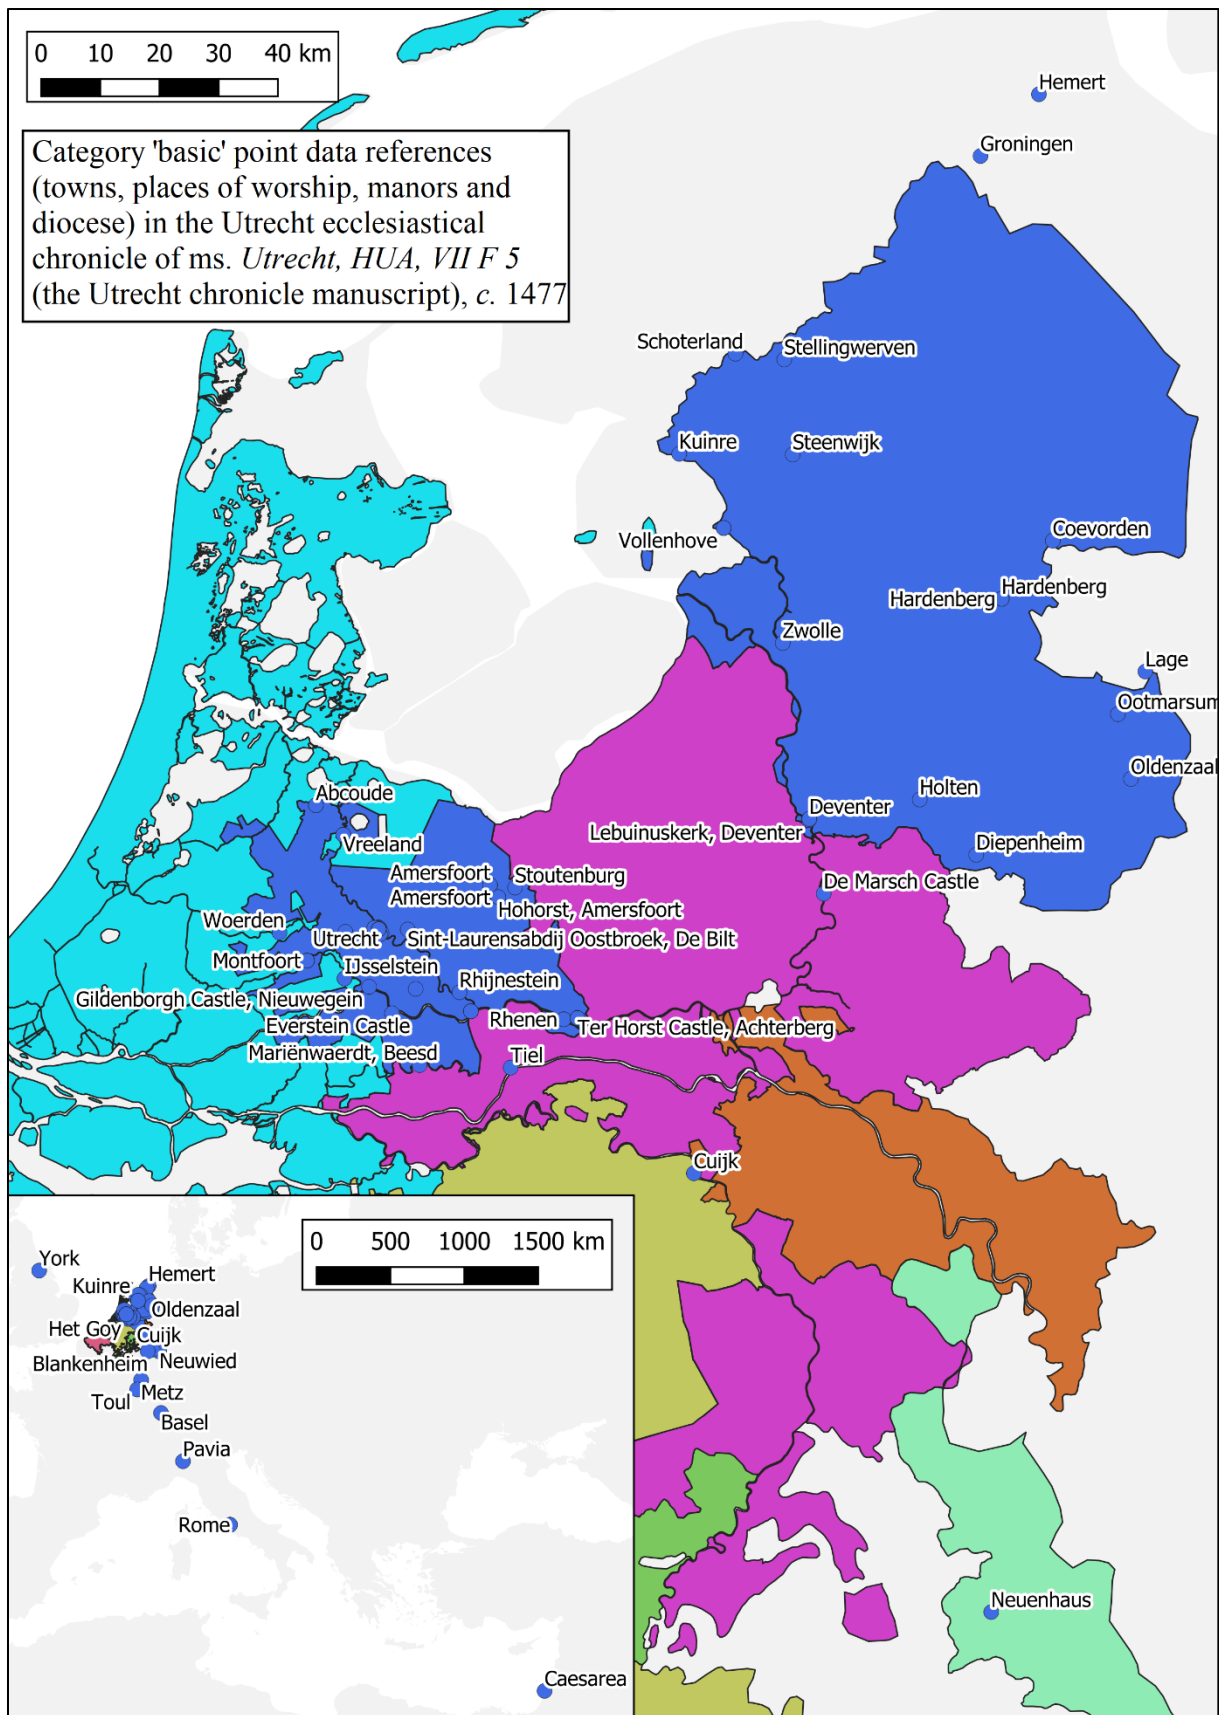 0 10 20 30 40 km
Category 'basic' point data references
(towns, places of worship, manors and
diocese) in the Utrecht ecclesiastical
chronicle of ms. Utrecht, HUA, VII F 5
(the Utrecht chronicle manuscript), c. 1477
Hemert
Groningen
Schoterland
Stellingwerven
Kuinre
Steenwijk
Vollenhove
Coevorden
Hardenberg
Hardenberg
Zwolle
Lage
Ootmarsum
Oldenzaal
Abcoude
Holten
Deventer
Lebuinuskerk, Deventer
Vreeland
Diepenheim
Amersfoort
Stoutenburg
De Marsch Castle
Amersfoort
Hohorst, Amersfoort
Woerden
Utrecht
Sint-Laurensabdij Oostbroek, De Bilt
Montfoort
IJsselstein
Rhijnestein
Gildenborgh Castle, Nieuwegein
Everstein Castle
Rhenen
Ter Horst Castle, Achterberg
Mariënwaerdt, Beesd
Tiel
Cuijk
0 500 1000 1500 km
York
Hemert
Kuinre
Oldenzaal
Het Goy
Cuijk
Blankenheim
Neuwied
Toul
Metz
Basel
Pavia
Rome
Neuenhaus
Caesarea